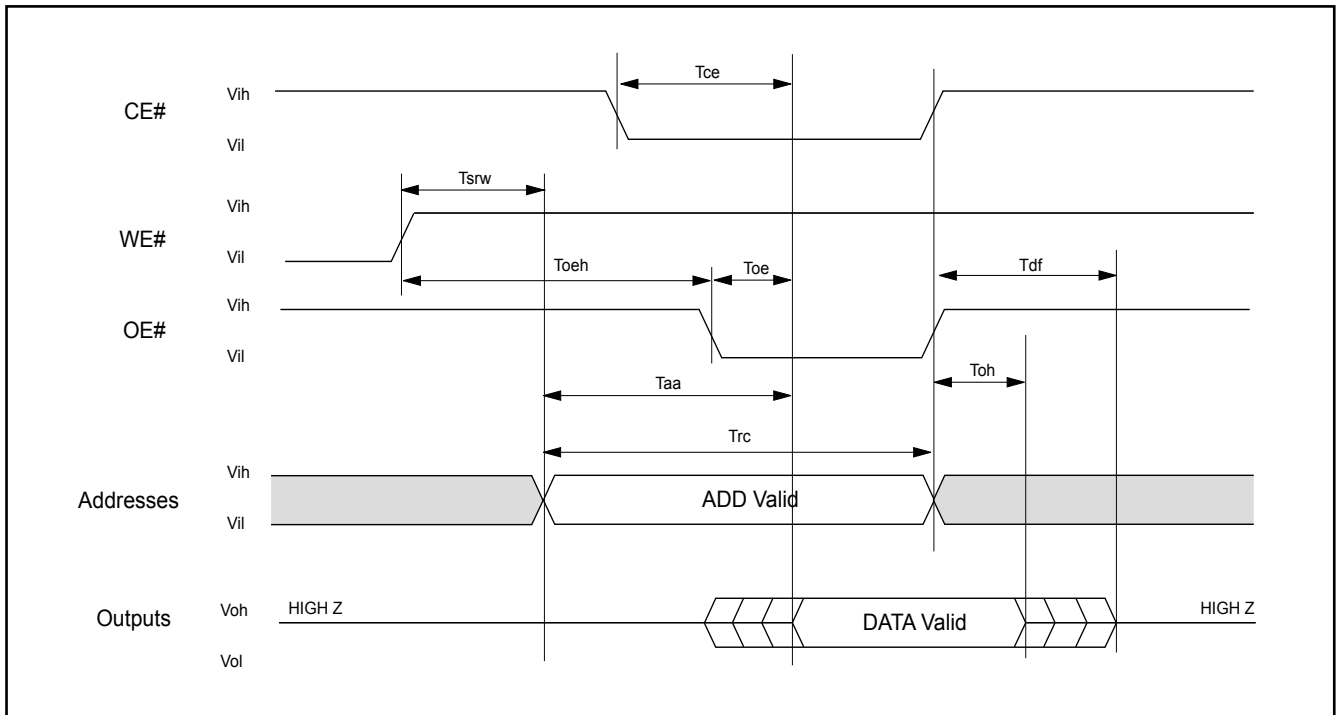 Tce
CE#
Vih
Vil
Tsrw
WE#
Vih
Vil
Toeh
Toe
Tdf
OE#
Vih
Vil
Toh
Taa
Trc
Addresses
Vih
Vil
ADD Valid
Outputs
Voh
Vol
HIGH Z
DATA Valid
HIGH Z